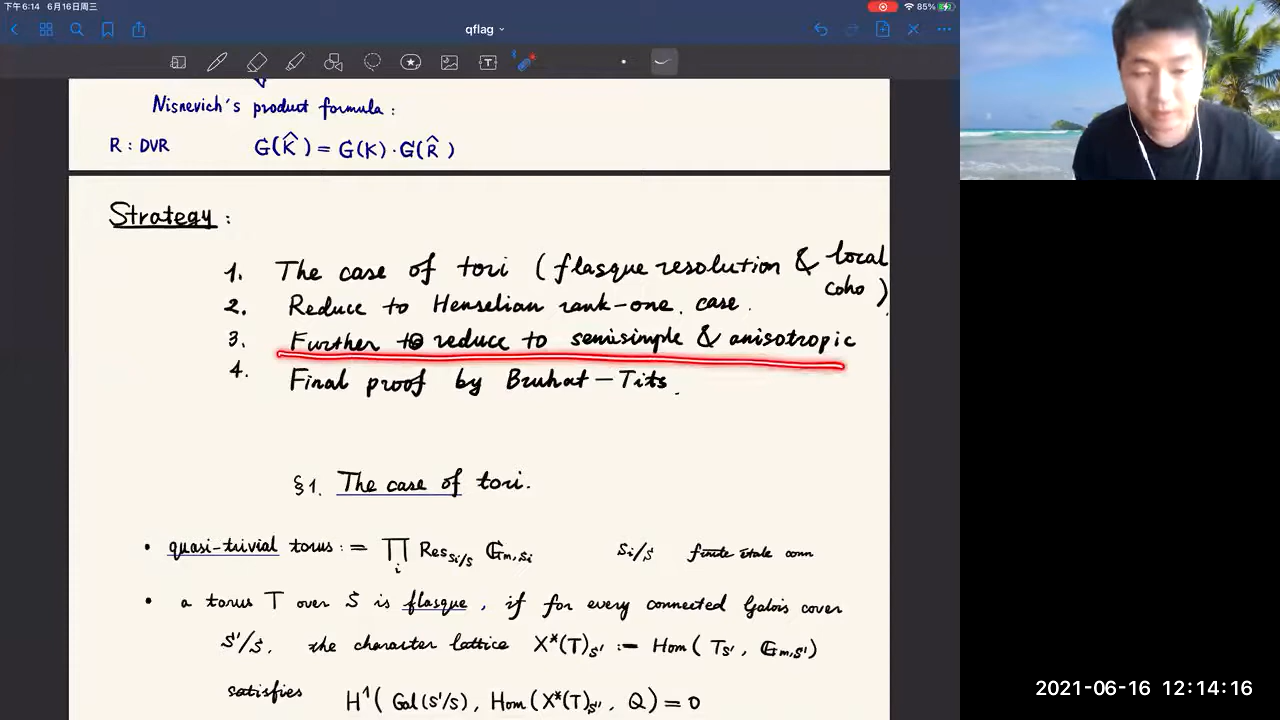 下午6:14 6月16日周三
85%
qflag
Nisnevich's product formula:
R: DVR G(K̂) = G(K)·G(R̂)
Strategy:
1. The case of tori (flasque resolution & local coho)
2. Reduce to Henselian rank-one case.
3. Further to reduce to semisimple & anisotropic
4. Final proof by Bruhat-Tits.
§1. The case of tori.
• quasi-trivial torus := ∏ᵢ Res_{Si/S} 𝔾_{m,Si} Si/S finite étale conn
• a torus T over S is flasque, if for every connected Galois cover
S'/S, the character lattice X*(T)_{S'} := Hom(T_{S'}, 𝔾_{m,S'})
satisfies H¹(Gal(S'/S), Hom(X*(T)_{S'}, Q) = 0
2021-06-16 12:14:16